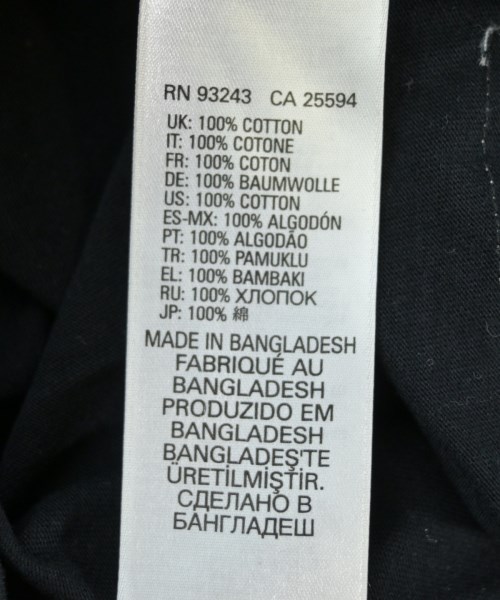 RN 93243 CA 25594
UK: 100% COTTON
IT: 100% COTONE
FR: 100% COTON
DE: 100% BAUMWOLLE
US: 100% COTTON
ES-MX: 100% ALGODÓN
PT: 100% ALGODÃO
TR: 100% PAMUKLU
EL: 100% BAMBAKI
RU: 100% ХЛОПОК
JP: 100% 綿
MADE IN BANGLADESH
FABRIQUÉ AU
BANGLADESH
PRODUZIDO EM
BANGLADESH
BANGLADEŞ'TE
ÜRETİLMİŞTİR.
СДЕЛАНО В
БАНГЛАДЕШ